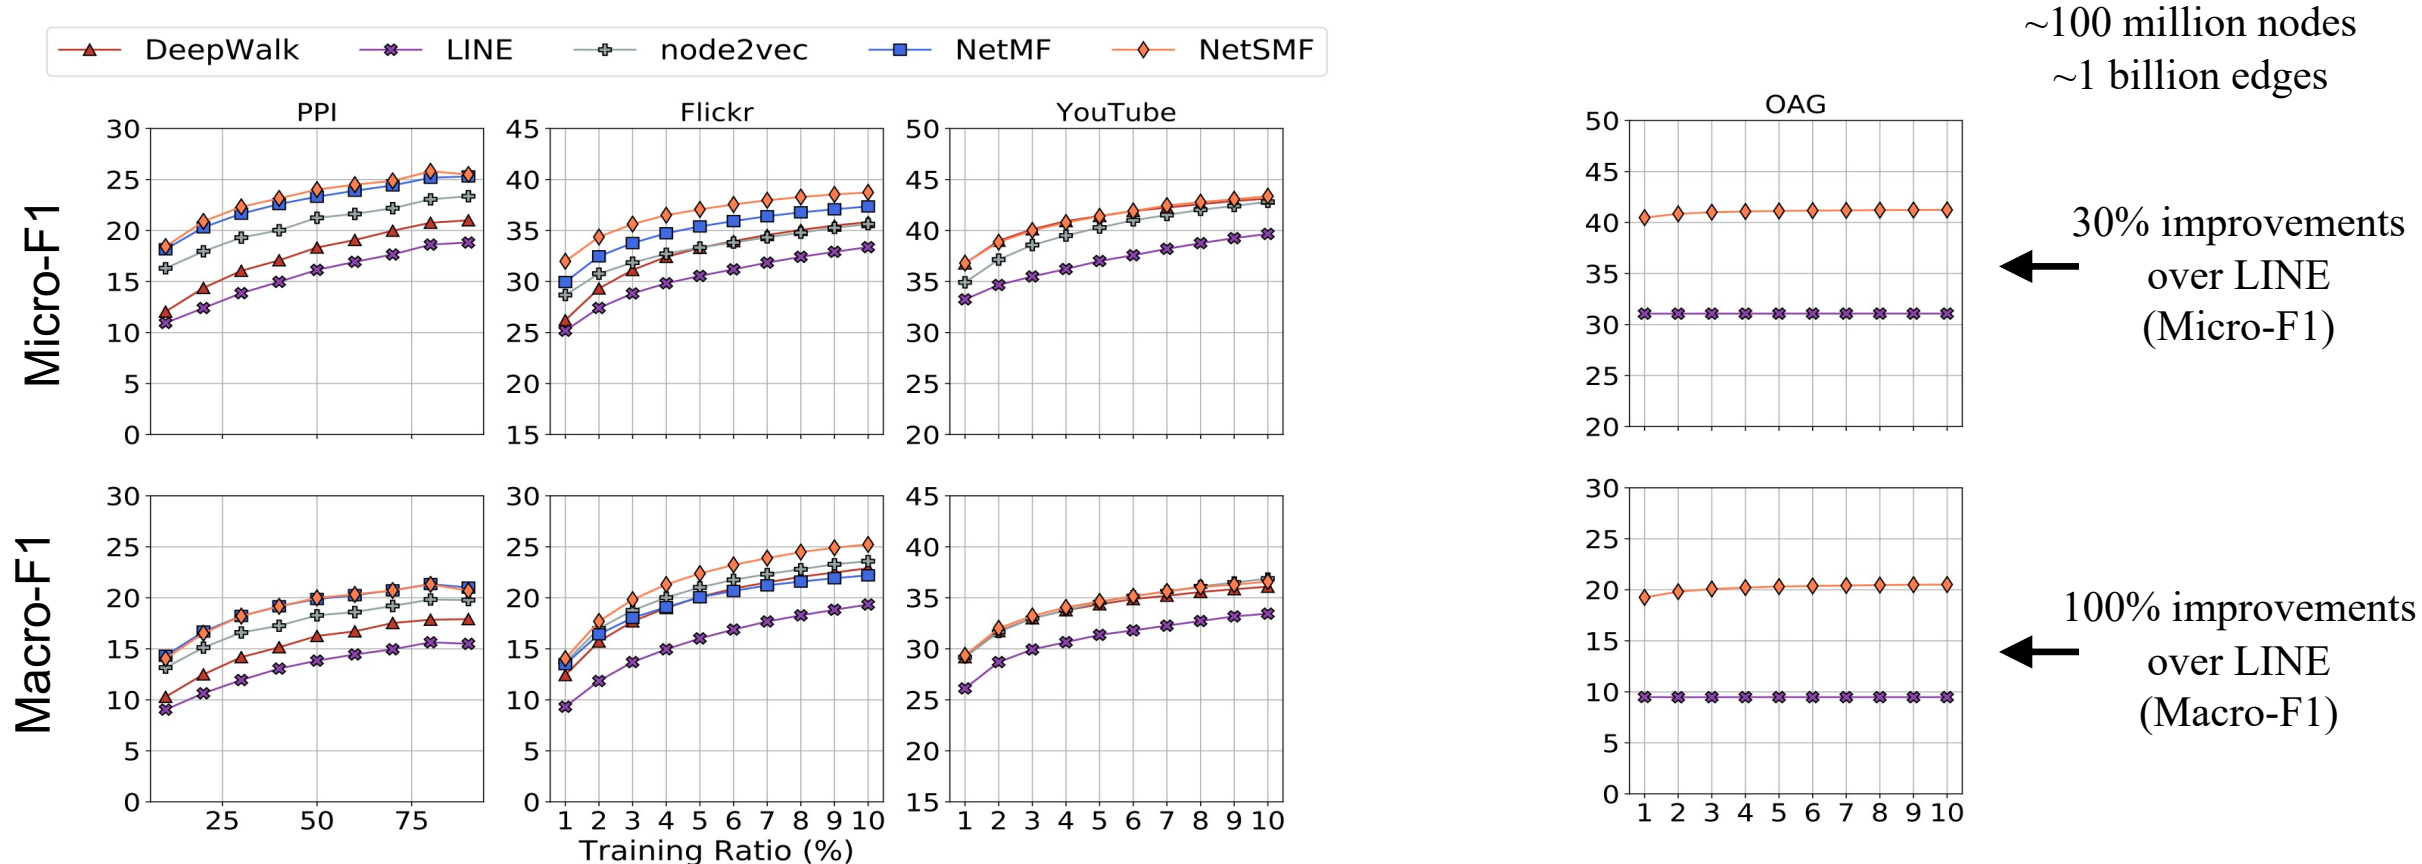 DeepWalk LINE node2vec NetMF NetSMF
~100 million nodes
~1 billion edges
PPI Flickr YouTube OAG
Micro-F1
30 25 20 15 10 5 0
45 40 35 30 25 20 15
50 45 40 35 30 25 20
50 45 40 35 30 25 20
30% improvements
over LINE
(Micro-F1)
Macro-F1
30 25 20 15 10 5 0
30 25 20 15 10 5 0
45 40 35 30 25 20 15
30 25 20 15 10 5 0
100% improvements
over LINE
(Macro-F1)
25 50 75
1 2 3 4 5 6 7 8 9 10
1 2 3 4 5 6 7 8 9 10
1 2 3 4 5 6 7 8 9 10
Training Ratio (%)